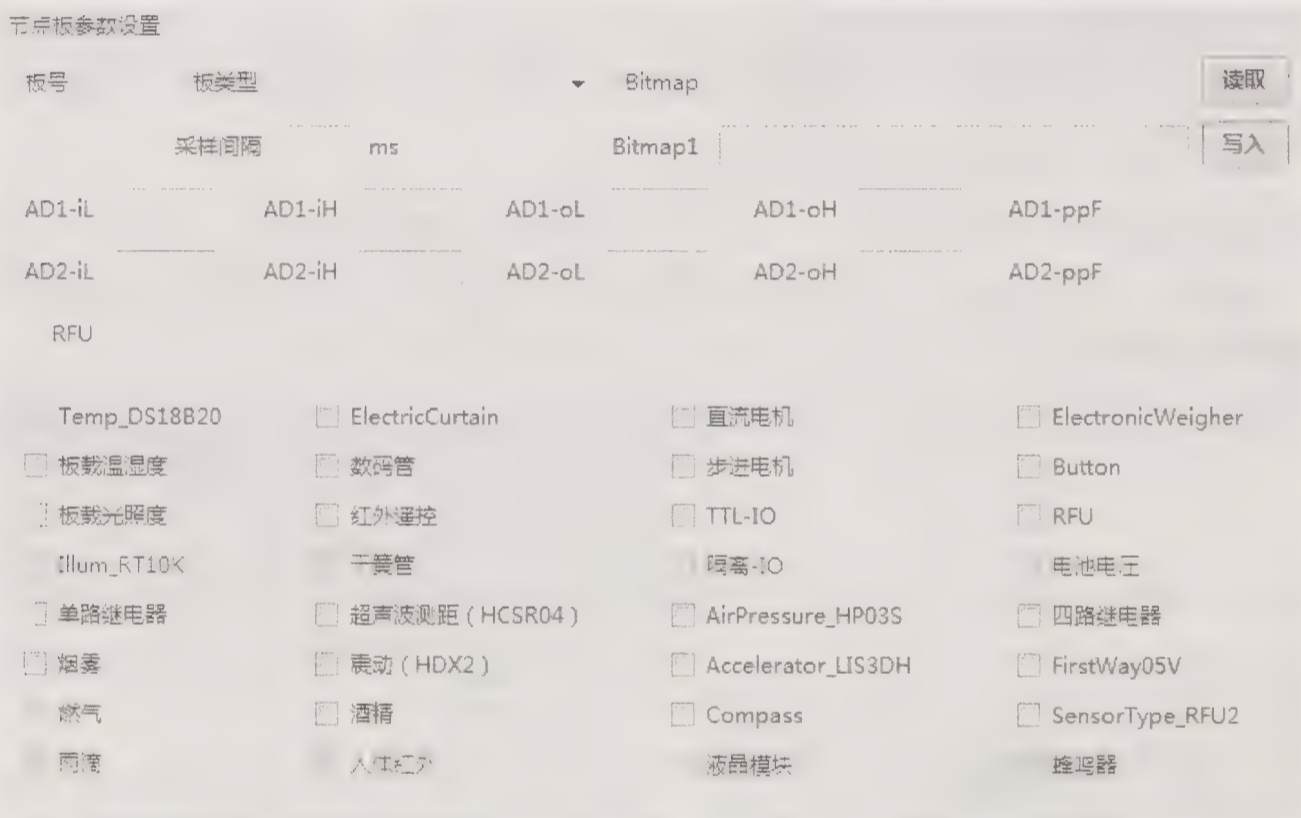 节点板参数设置
板号 板类型 Bitmap 读取
采样间隔 ms Bitmap1 写入
AD1-iL AD1-iH AD1-oL AD1-oH AD1-ppF
AD2-iL AD2-iH AD2-oL AD2-oH AD2-ppF
RFU
Temp_DS18B20 ElectricCurtain 直流电机 ElectronicWeigher
板载温湿度 数码管 步进电机 Button
板载光照度 红外遥控 TTL-IO RFU
Illum_RT10K 干簧管 隔离-IO 电池电压
单路继电器 超声波测距（HCSR04） AirPressure_HP03S 四路继电器
烟雾 震动（HDX2） Accelerator_LIS3DH FirstWay05V
燃气 酒精 Compass SensorType_RFU2
雨滴 人体红外 液晶模块 蜂鸣器